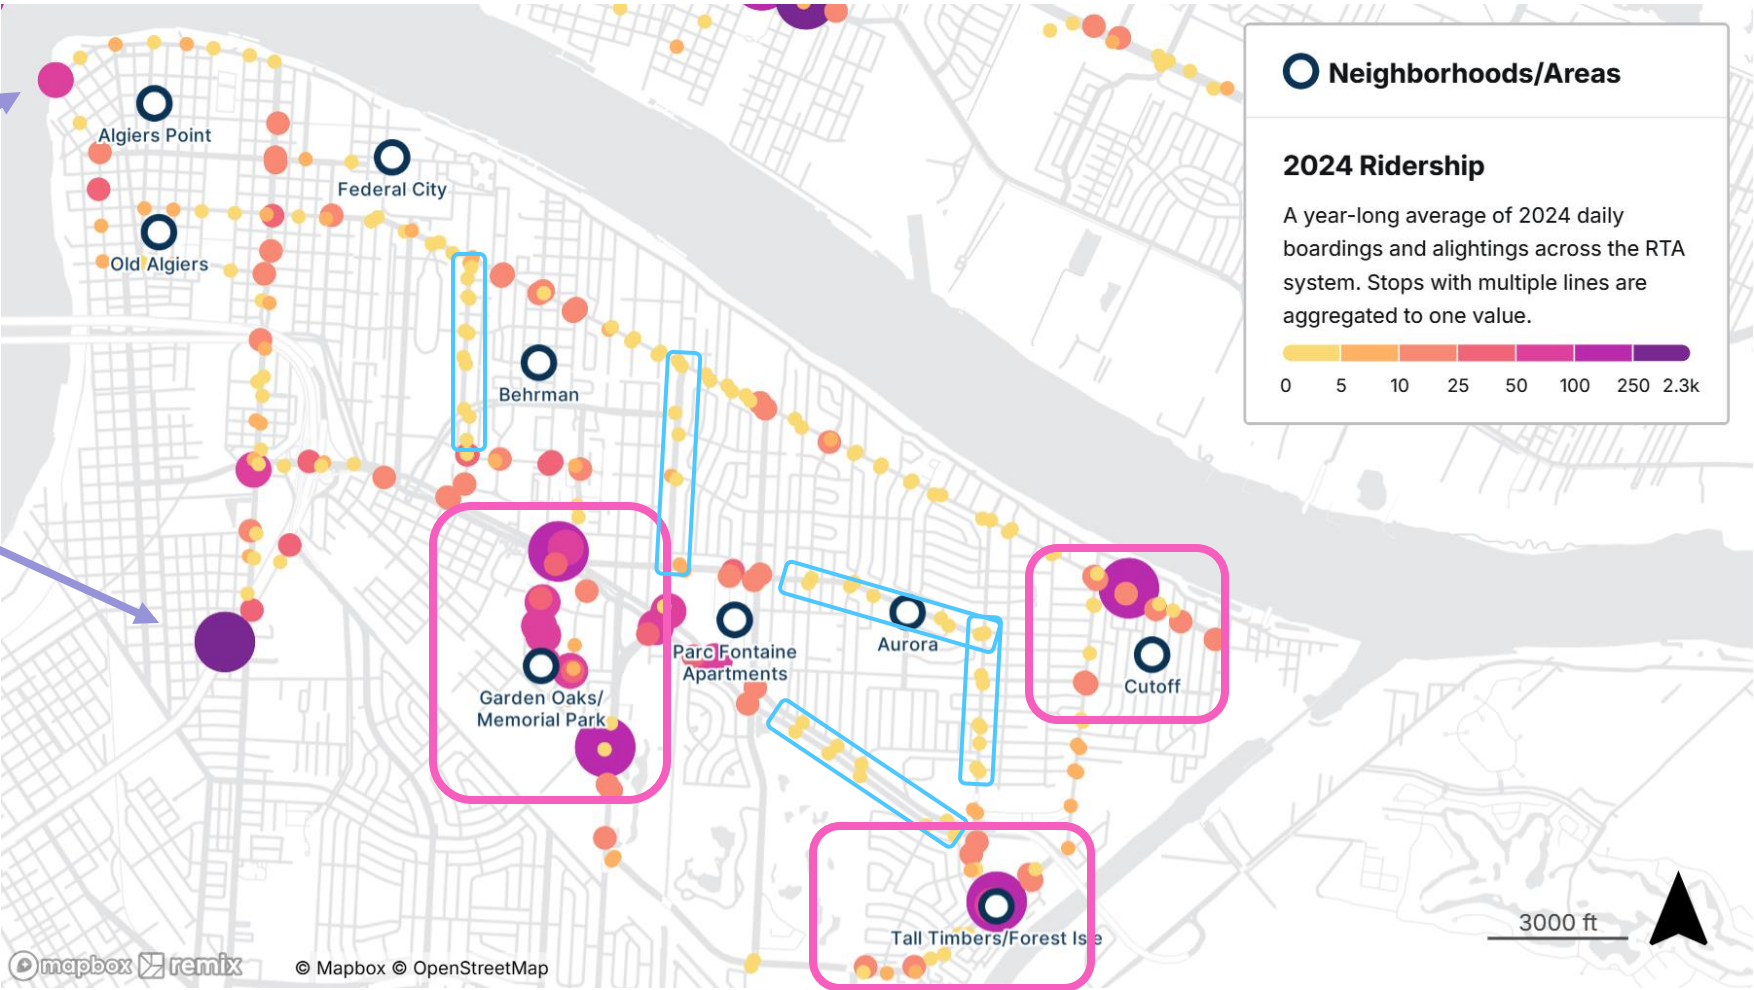 Neighborhoods/Areas
2024 Ridership
A year-long average of 2024 daily
boardings and alightings across the RTA
system. Stops with multiple lines are
aggregated to one value.
0 5 10 25 50 100 250 2.3k
Algiers Point
Federal City
Old Algiers
Behrman
Parc Fontaine
Apartments
Aurora
Cutoff
Garden Oaks/
Memorial Park
Tall Timbers/Forest Isle
3000 ft
mapbox remix
© Mapbox © OpenStreetMap